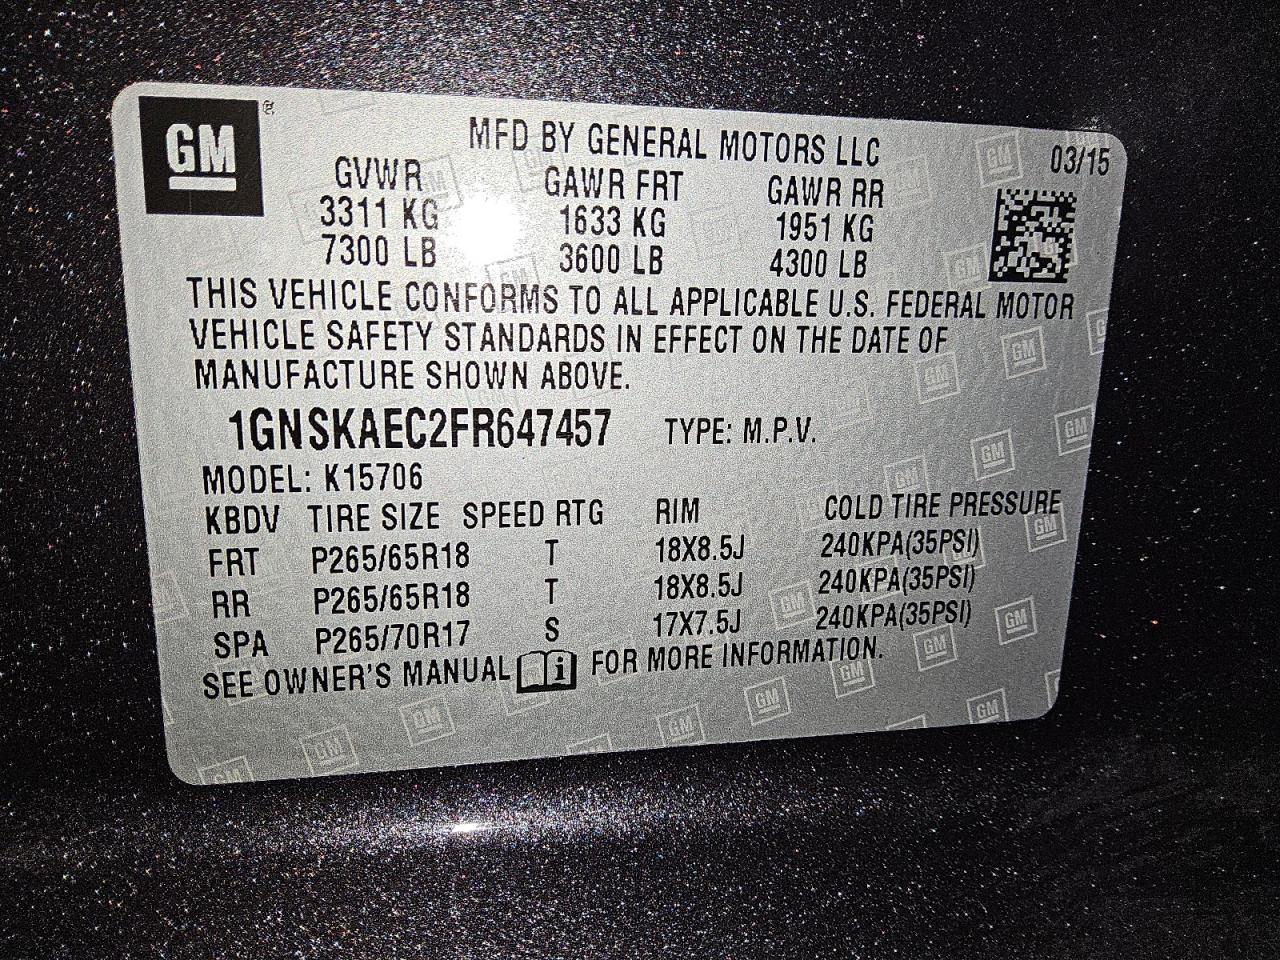 GM
MFD BY GENERAL MOTORS LLC
03/15
GVWR GAWR FRT GAWR RR
3311 KG 1633 KG 1951 KG
7300 LB 3600 LB 4300 LB
THIS VEHICLE CONFORMS TO ALL APPLICABLE U.S. FEDERAL MOTOR
VEHICLE SAFETY STANDARDS IN EFFECT ON THE DATE OF
MANUFACTURE SHOWN ABOVE.
1GNSKAEC2FR647457 TYPE: M.P.V.
MODEL: K15706
KBDV TIRE SIZE SPEED RTG RIM COLD TIRE PRESSURE
FRT P265/65R18 T 18X8.5J 240KPA(35PSI)
RR P265/65R18 T 18X8.5J 240KPA(35PSI)
SPA P265/70R17 S 17X7.5J 240KPA(35PSI)
SEE OWNER'S MANUAL i FOR MORE INFORMATION.